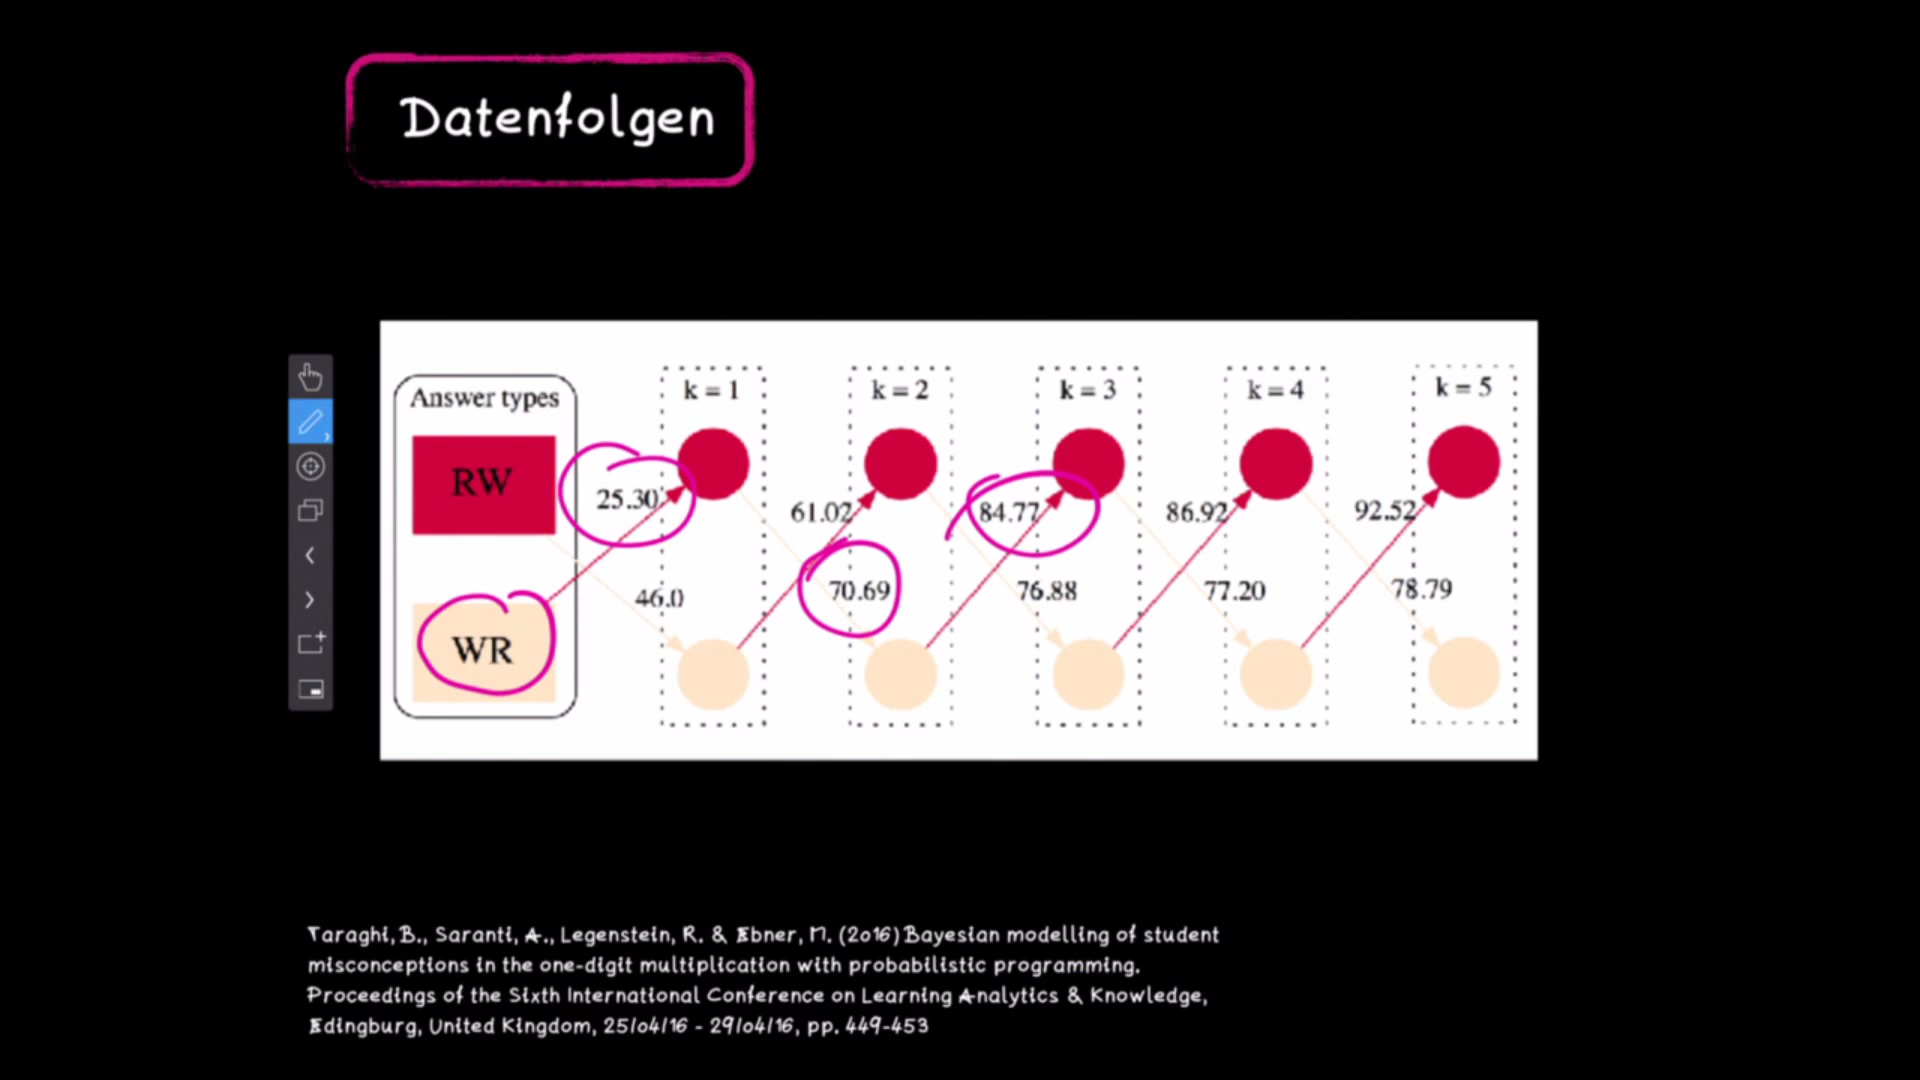 Datenfolgen
Answer types
RW
WR
k = 1
k = 2
k = 3
k = 4
k = 5
25.30
61.02
84.77
86.92
92.52
46.0
70.69
76.88
77.20
78.79
Taraghi, B., Saranti, A., Legenstein, R. & Ebner, M. (2016) Bayesian modelling of student
misconceptions in the one-digit multiplication with probabilistic programming.
Proceedings of the Sixth International Conference on Learning Analytics & Knowledge,
Edingburg, United Kingdom, 25/04/16 - 29/04/16, pp. 449-453